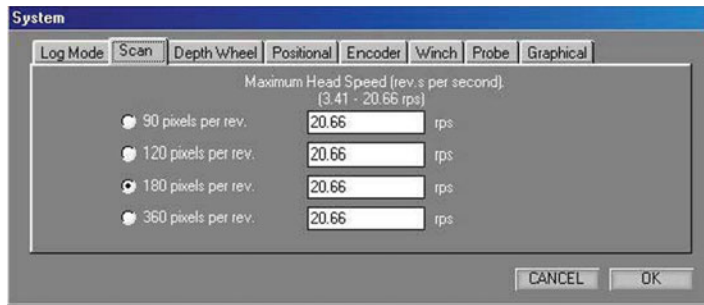 System
Log Mode Scan Depth Wheel Positional Encoder Winch Probe Graphical
Maximum Head Speed (rev.s per second).
(3.41 - 20.66 rps)
90 pixels per rev. 20.66 rps
120 pixels per rev. 20.66 rps
180 pixels per rev. 20.66 rps
360 pixels per rev. 20.66 rps
CANCEL OK